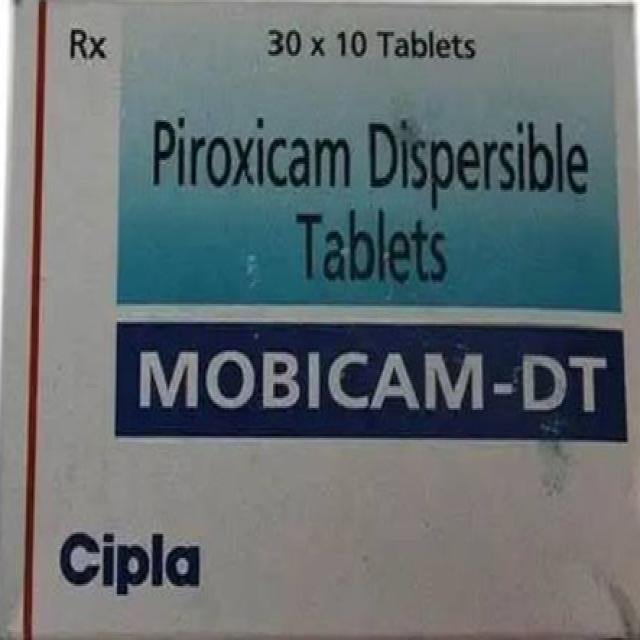 Rx
30 x 10 Tablets
Piroxicam Dispersible
Tablets
MOBICAM-DT
Cipla